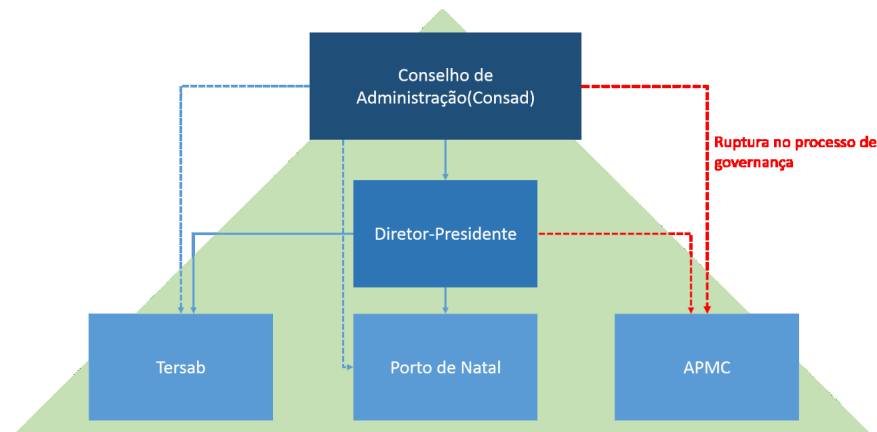 Conselho de
Administração(Consad)
Ruptura no processo de
governança
Diretor-Presidente
Tersab
Porto de Natal
APMC